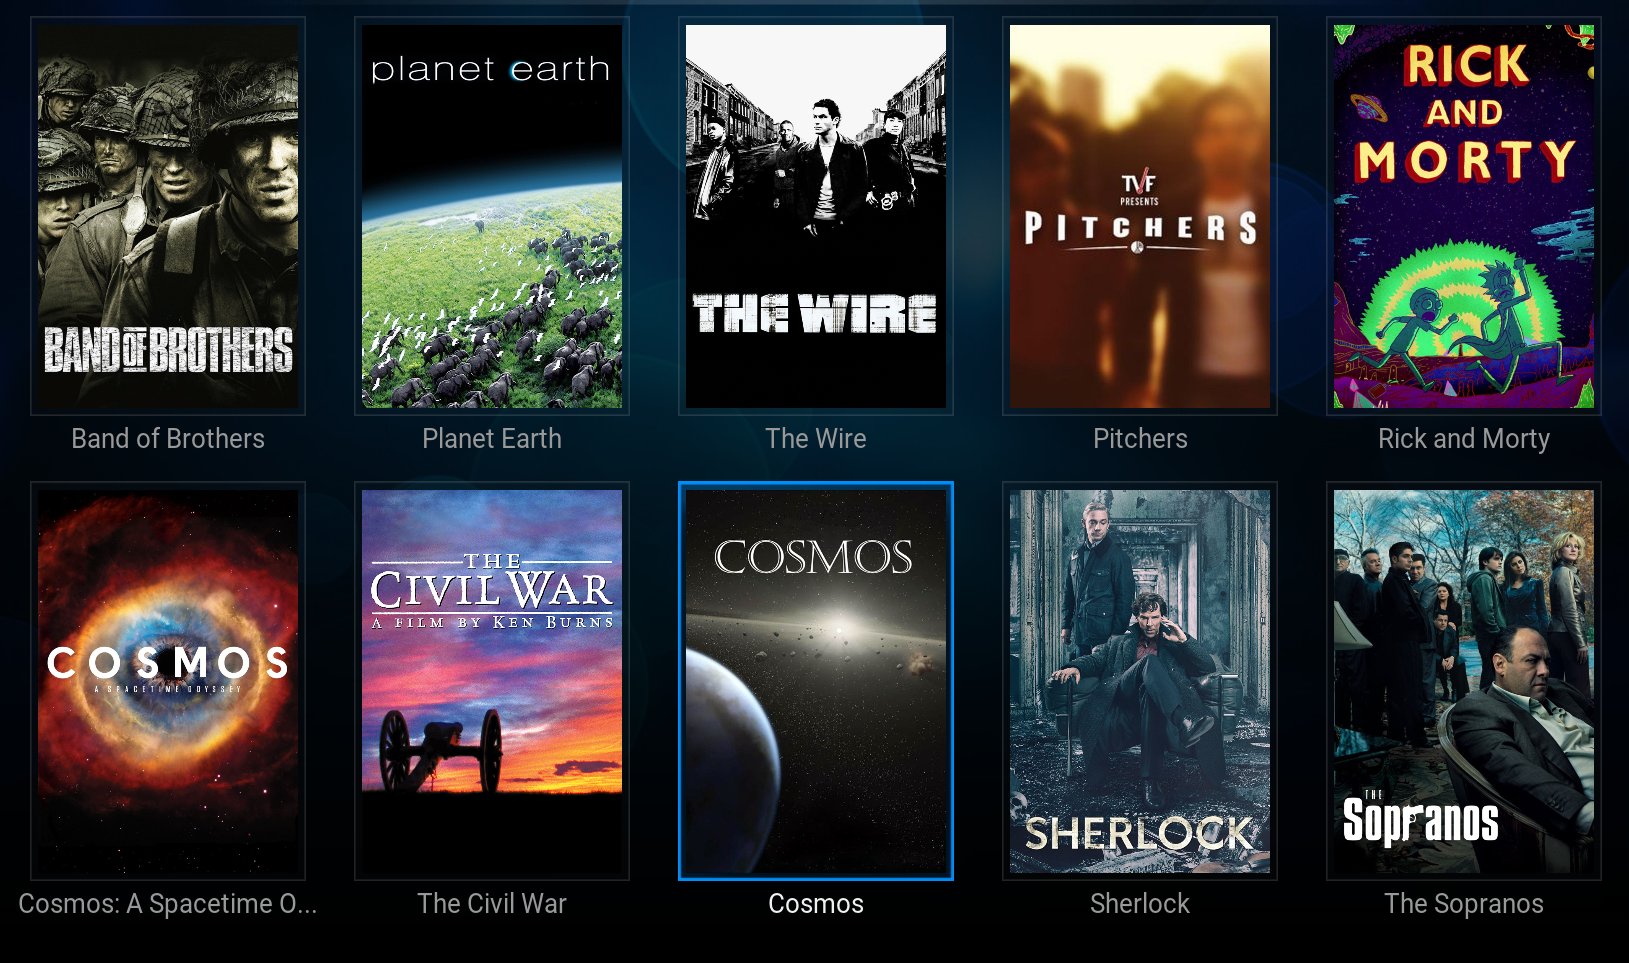 planet earth
RICK
AND
MORTY
TVF
PRESENTS
PITCHERS
THE WIRE
BAND OF BROTHERS
Band of Brothers
Planet Earth
The Wire
Pitchers
Rick and Morty
COSMOS
A SPACETIME ODYSSEY
THE
CIVIL WAR
A FILM BY KEN BURNS
COSMOS
SHERLOCK
THE
Sopranos
Cosmos: A Spacetime O...
The Civil War
Cosmos
Sherlock
The Sopranos